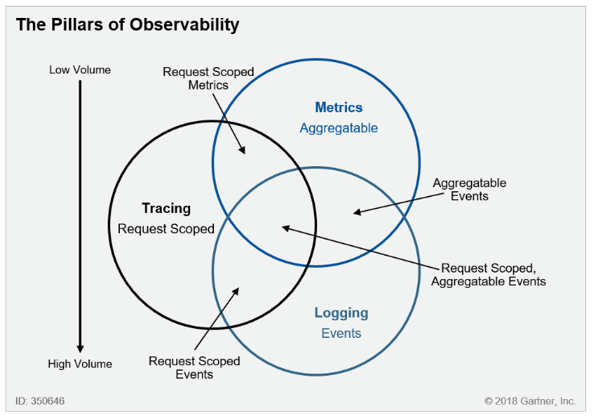 The Pillars of Observability
Low Volume
Request Scoped
Metrics
Metrics
Aggregatable
Tracing
Request Scoped
Aggregatable
Events
Request Scoped,
Aggregatable Events
Logging
Events
High Volume
Request Scoped
Events
ID: 350646
© 2018 Gartner, Inc.